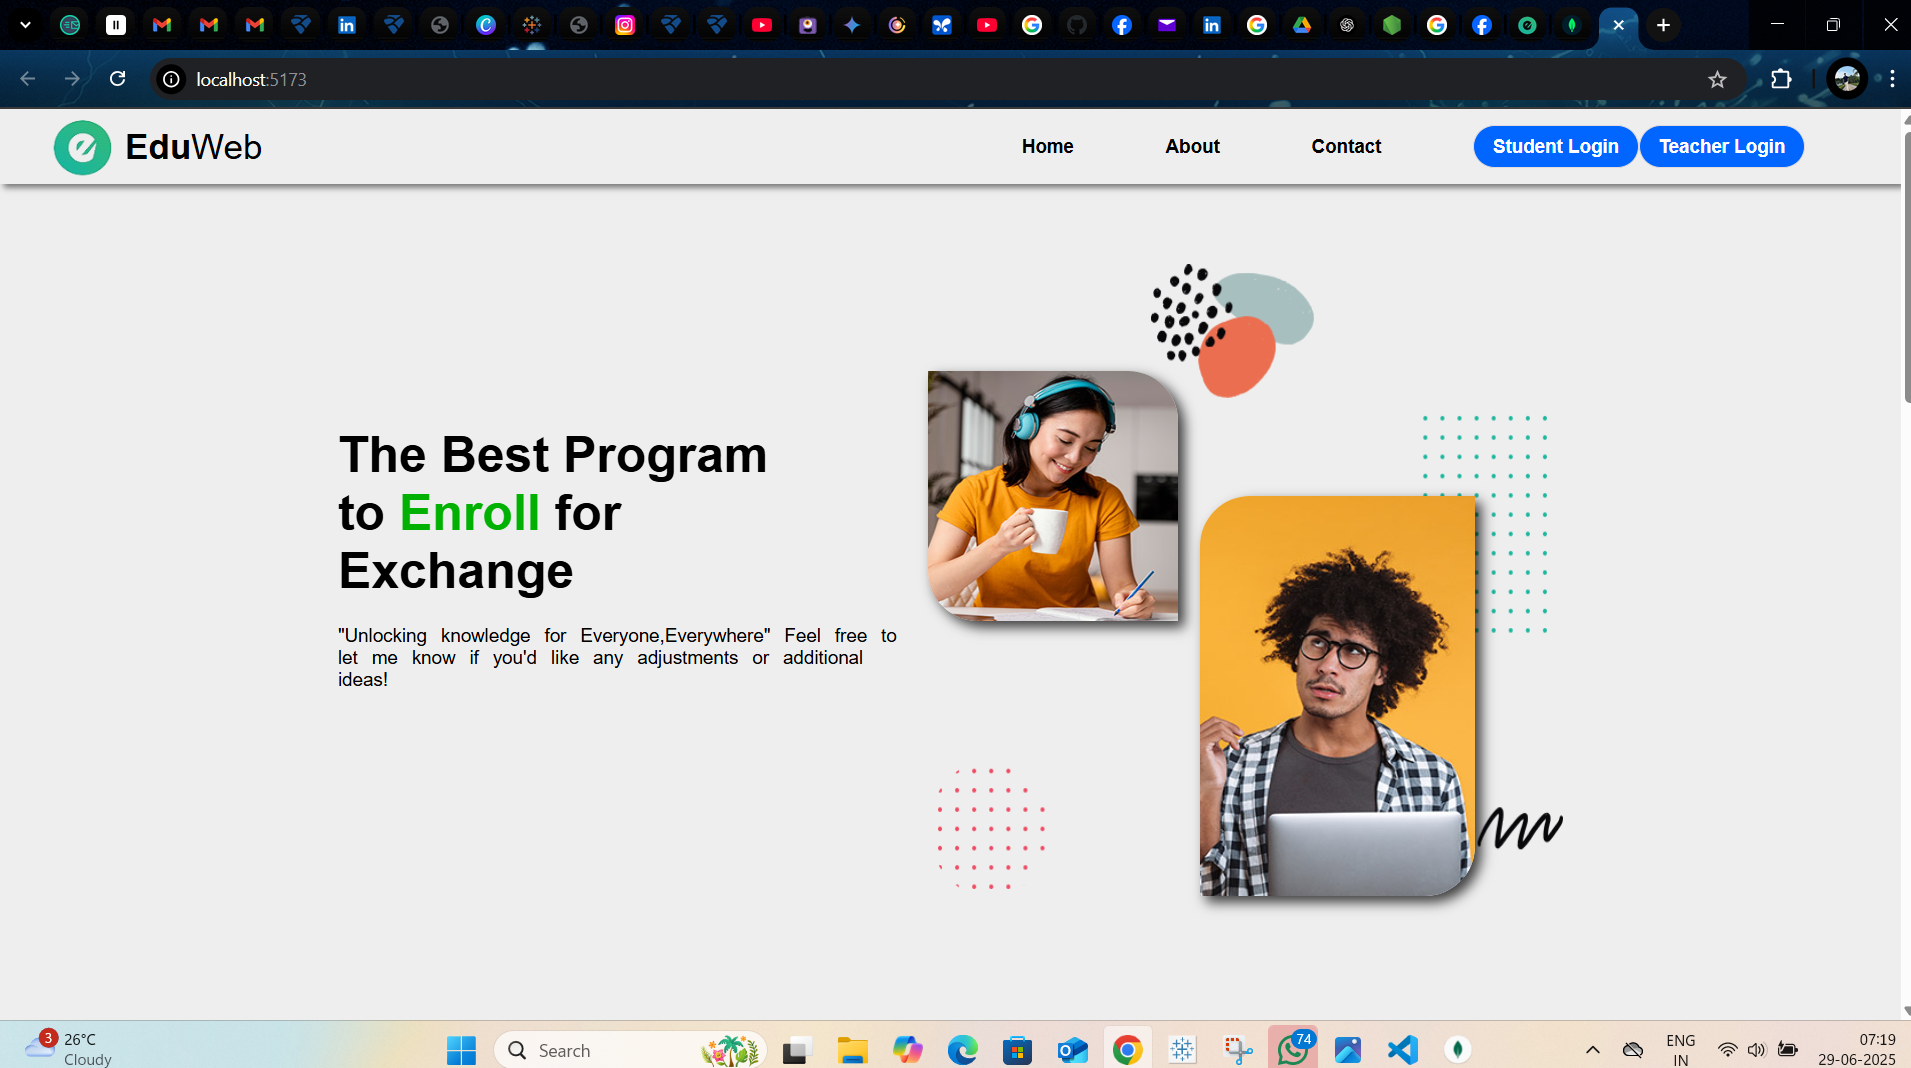 localhost:5173
EduWeb
Home
About
Contact
Student Login
Teacher Login
The Best Program
to Enroll for
Exchange
"Unlocking knowledge for Everyone,Everywhere" Feel free to
let me know if you'd like any adjustments or additional
ideas!
3
26°C
Cloudy
Search
74
ENG
IN
07:19
29-06-2025